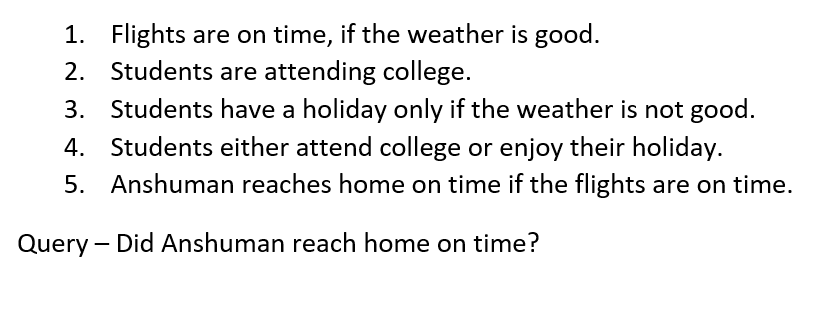 1. Flights are on time, if the weather is good.
2. Students are attending college.
3. Students have a holiday only if the weather is not good.
4. Students either attend college or enjoy their holiday.
5. Anshuman reaches home on time if the flights are on time.
Query – Did Anshuman reach home on time?